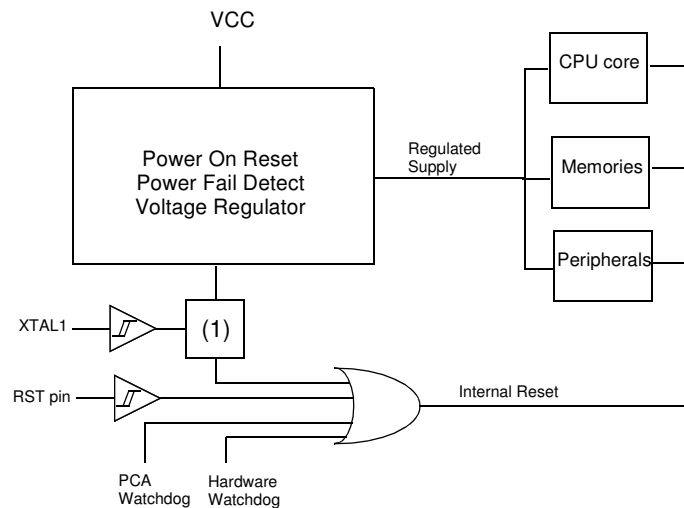 VCC
CPU core
Power On Reset
Power Fail Detect
Voltage Regulator
Regulated
Supply
Memories
Peripherals
XTAL1
(1)
RST pin
Internal Reset
PCA
Watchdog
Hardware
Watchdog